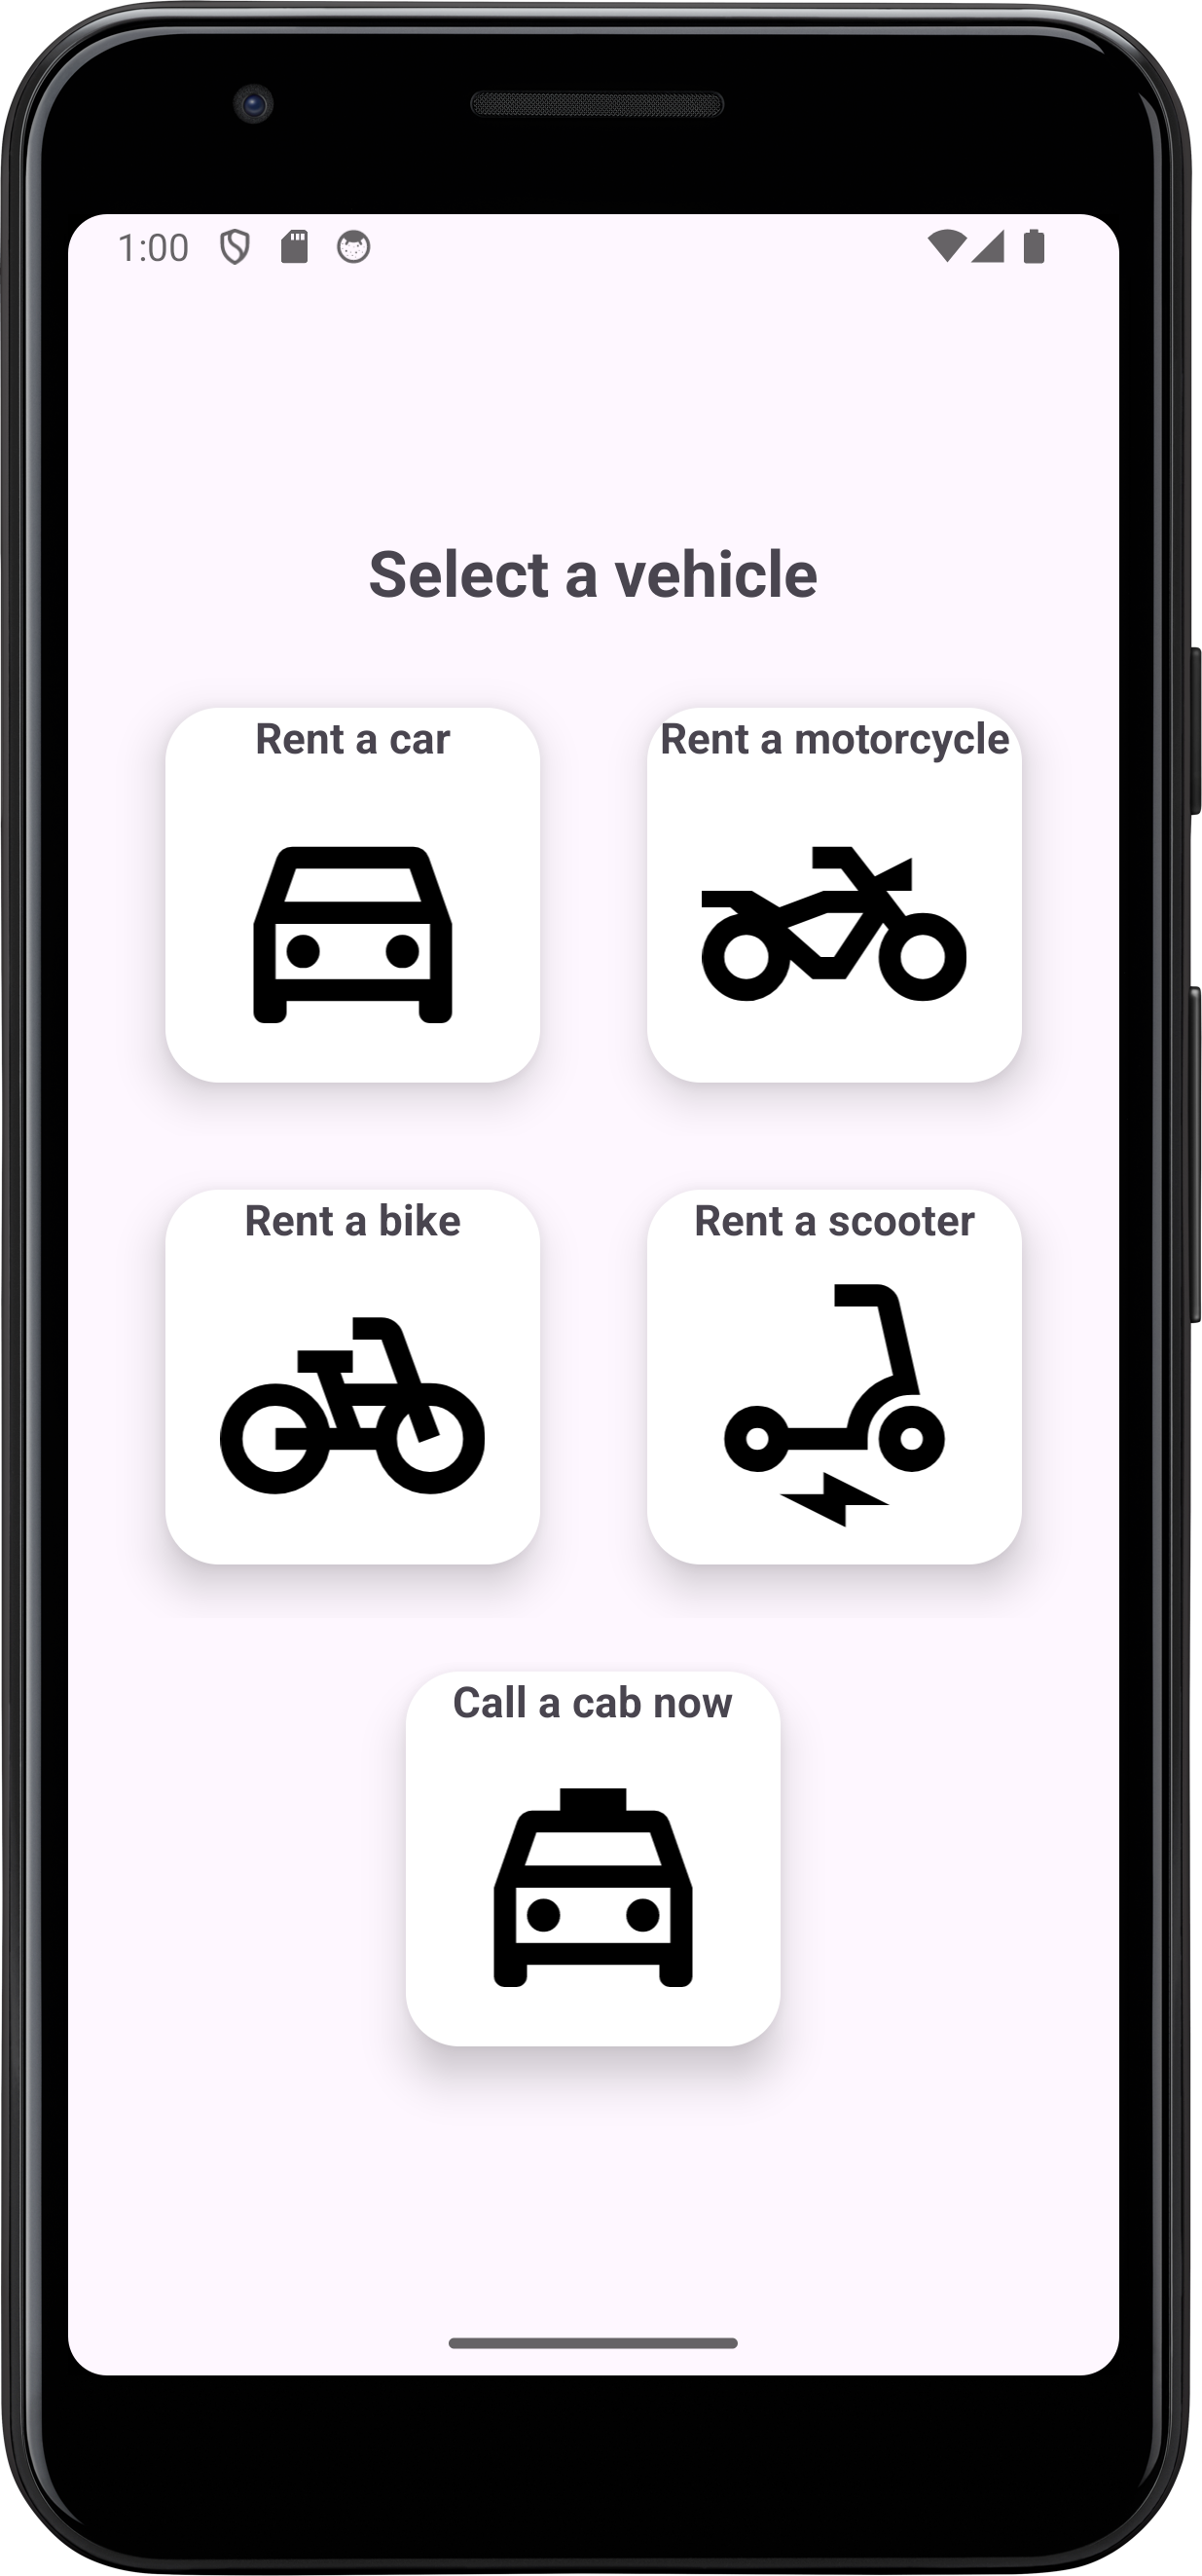 1:00
Select a vehicle
Rent a car
Rent a motorcycle
Rent a bike
Rent a scooter
Call a cab now